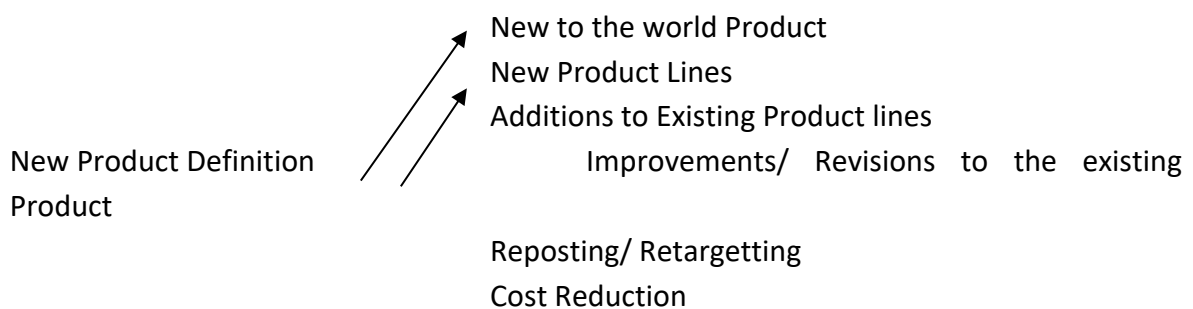 New to the world Product
New Product Lines
Additions to Existing Product lines
New Product Definition Improvements/ Revisions to the existing
Product
Reposting/ Retargetting
Cost Reduction